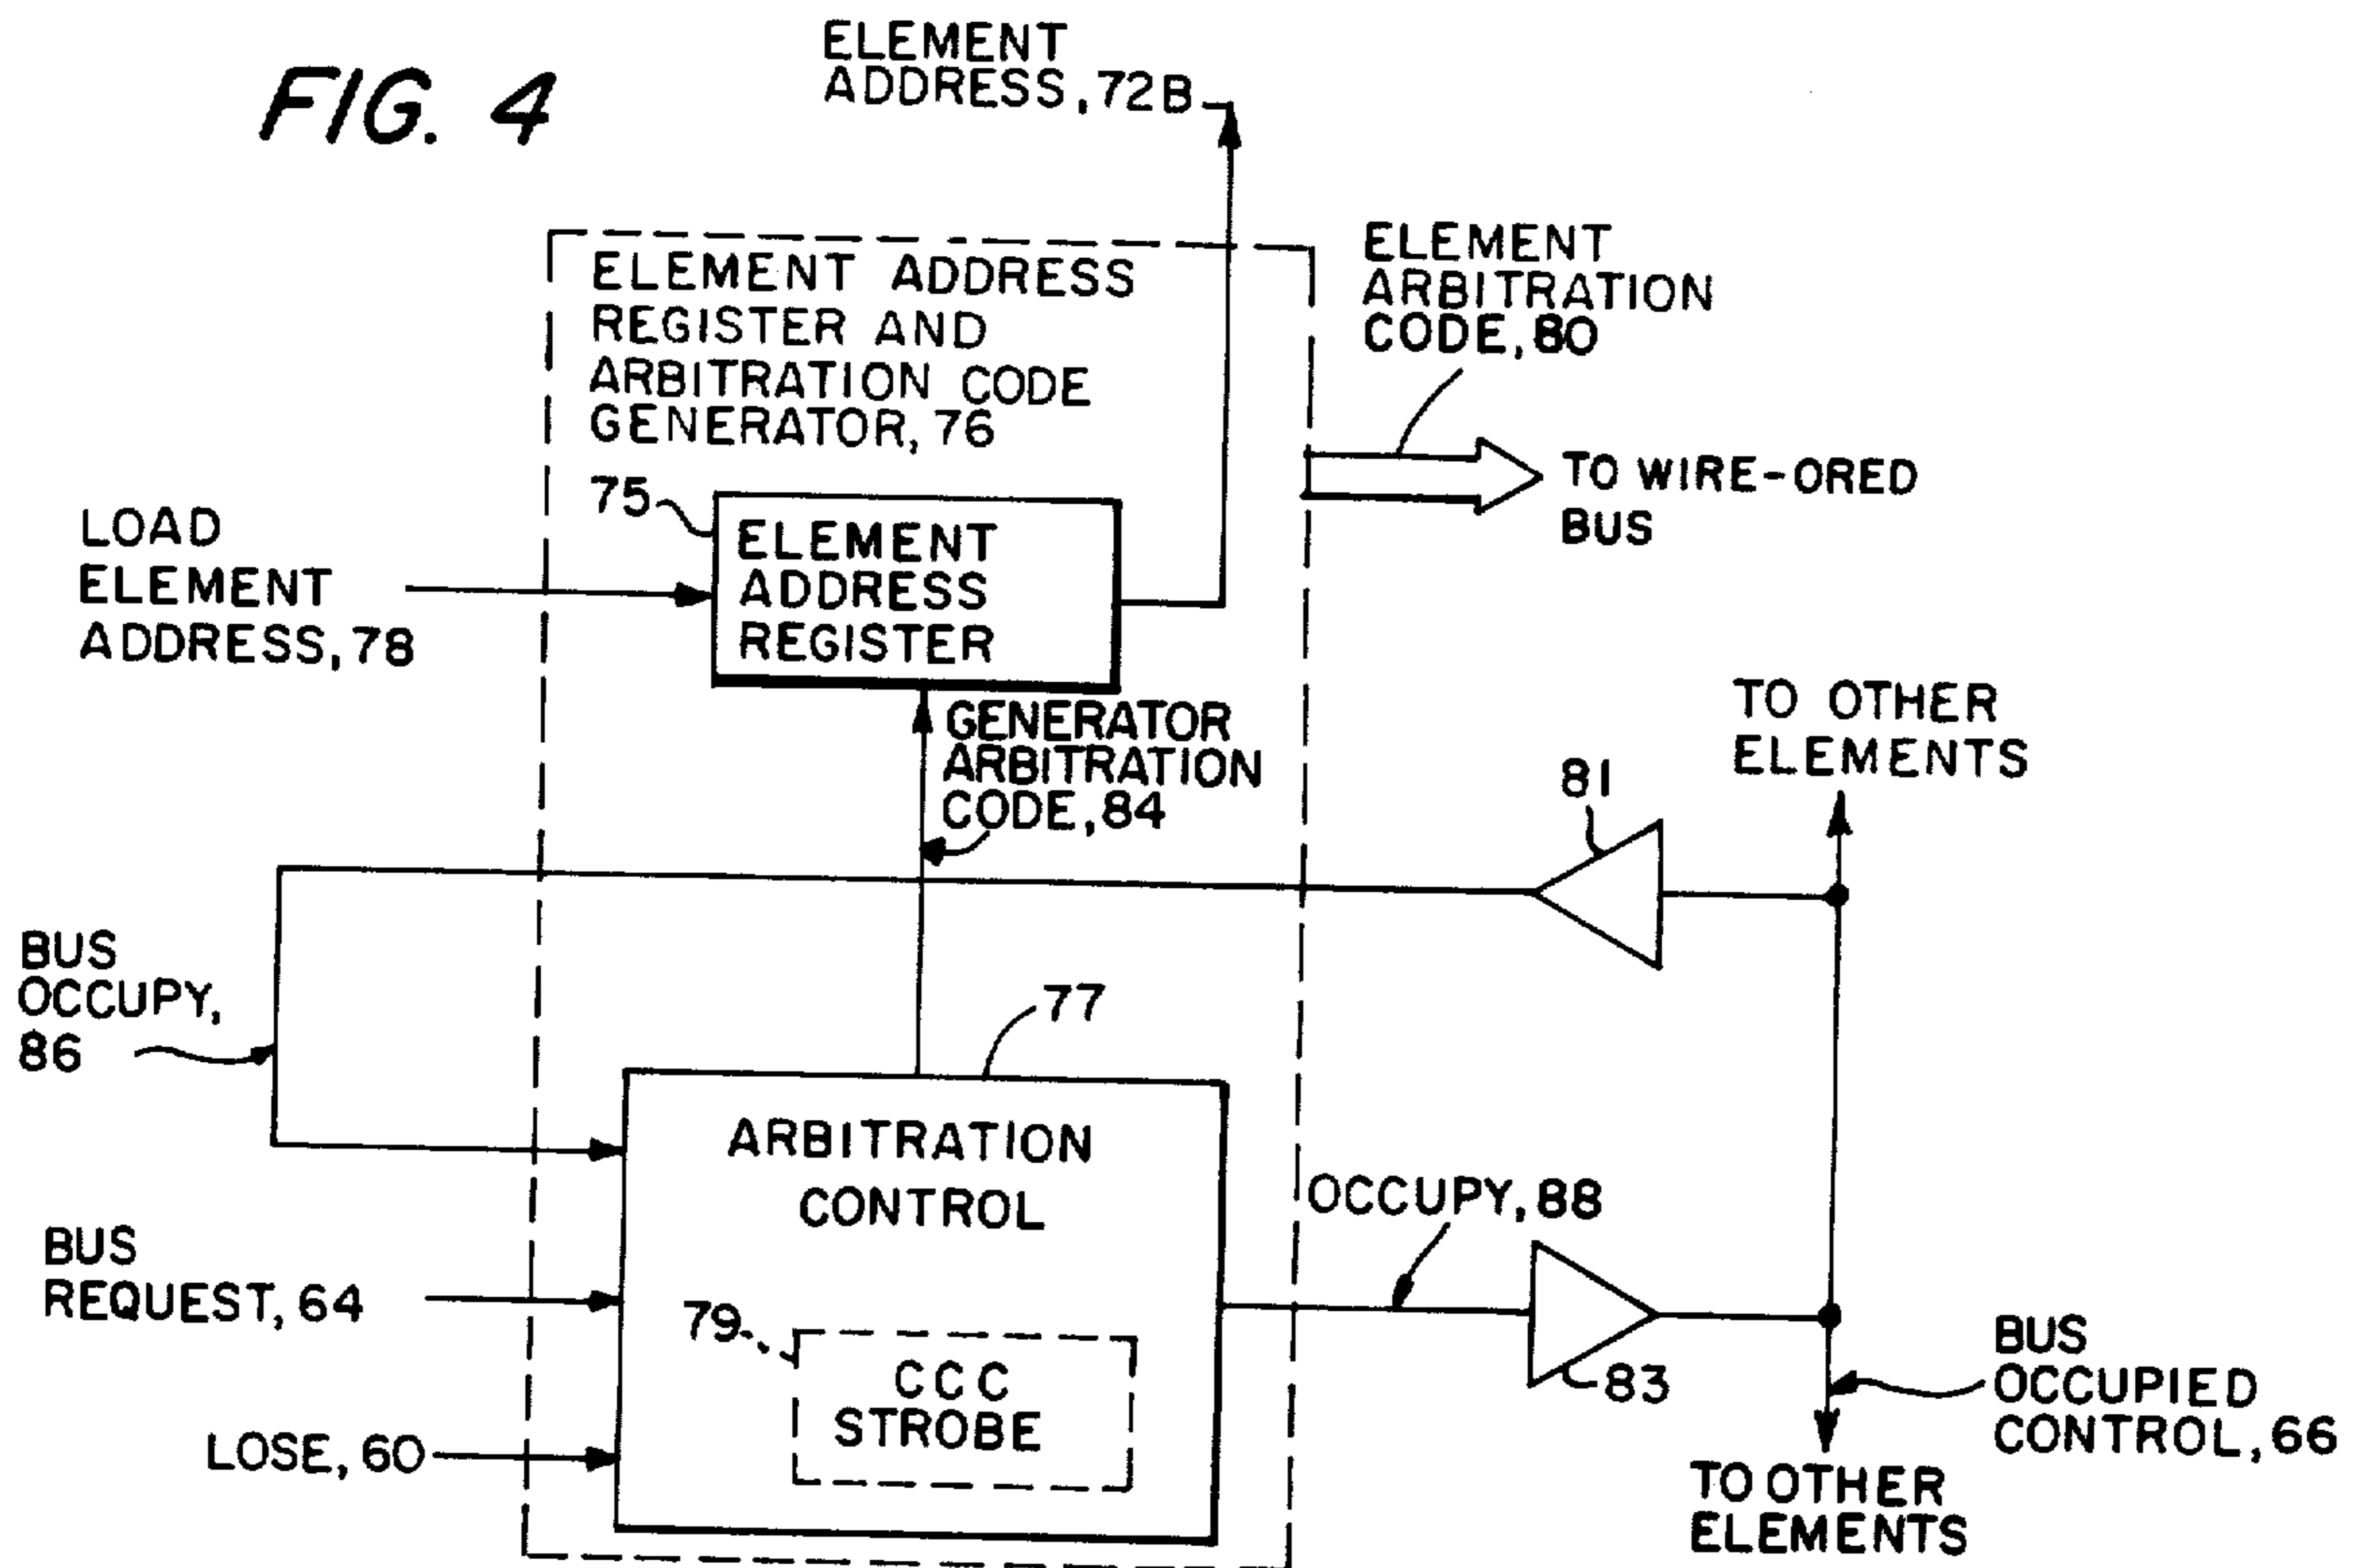 FIG. 4
ELEMENT
ADDRESS, 72B
ELEMENT ADDRESS
REGISTER AND
ARBITRATION CODE
GENERATOR, 76
ELEMENT
ARBITRATION
CODE, 80
TO WIRE-ORED
BUS
LOAD
ELEMENT
ADDRESS, 78
75
ELEMENT
ADDRESS
REGISTER
GENERATOR
ARBITRATION
CODE, 84
TO OTHER
ELEMENTS
81
BUS
OCCUPY,
86
77
ARBITRATION
CONTROL
OCCUPY, 88
BUS
REQUEST, 64
79
CCC
STROBE
83
BUS
OCCUPIED
CONTROL, 66
LOSE, 60
TO OTHER
ELEMENTS